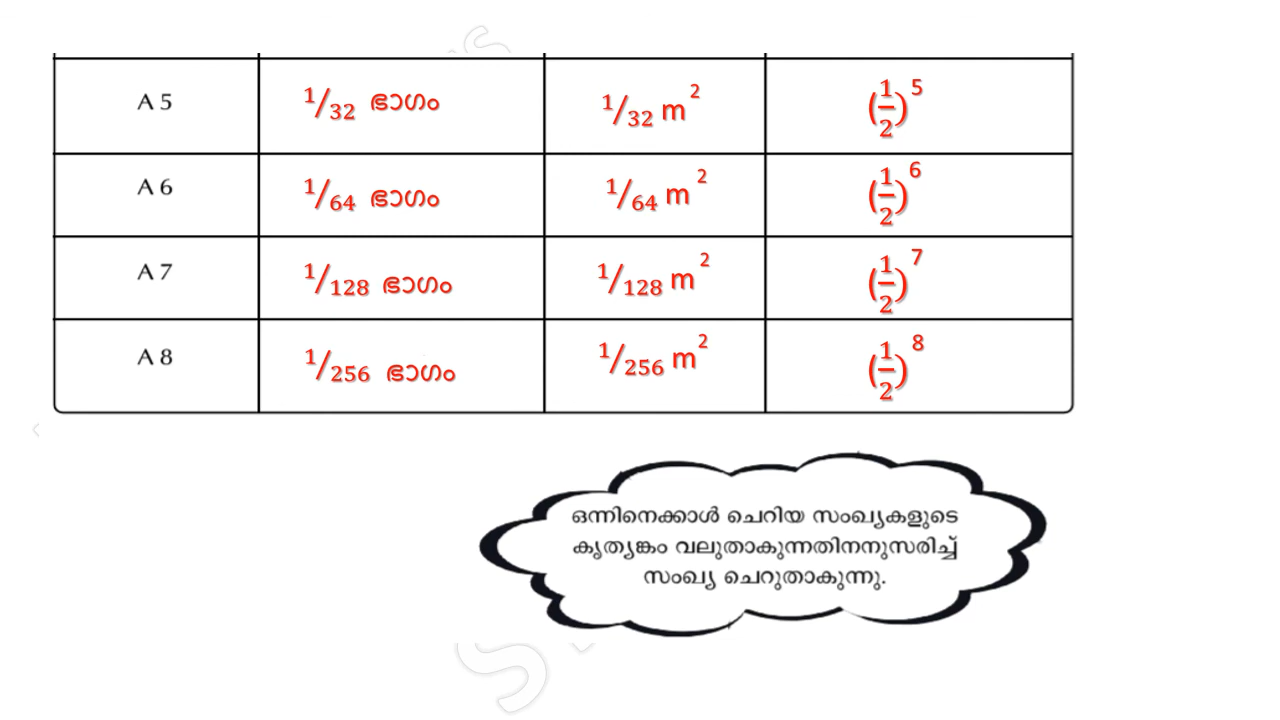 A 5 1/32 ഭാഗം 1/32 m² (1/2)⁵
A 6 1/64 ഭാഗം 1/64 m² (1/2)⁶
A 7 1/128 ഭാഗം 1/128 m² (1/2)⁷
A 8 1/256 ഭാഗം 1/256 m² (1/2)⁸
ഒന്നിനെക്കാൾ ചെറിയ സംഖ്യകളുടെ
കൃത്യങ്കം വലുതാകുന്നതിനനുസരിച്ച്
സംഖ്യ ചെറുതാകുന്നു.